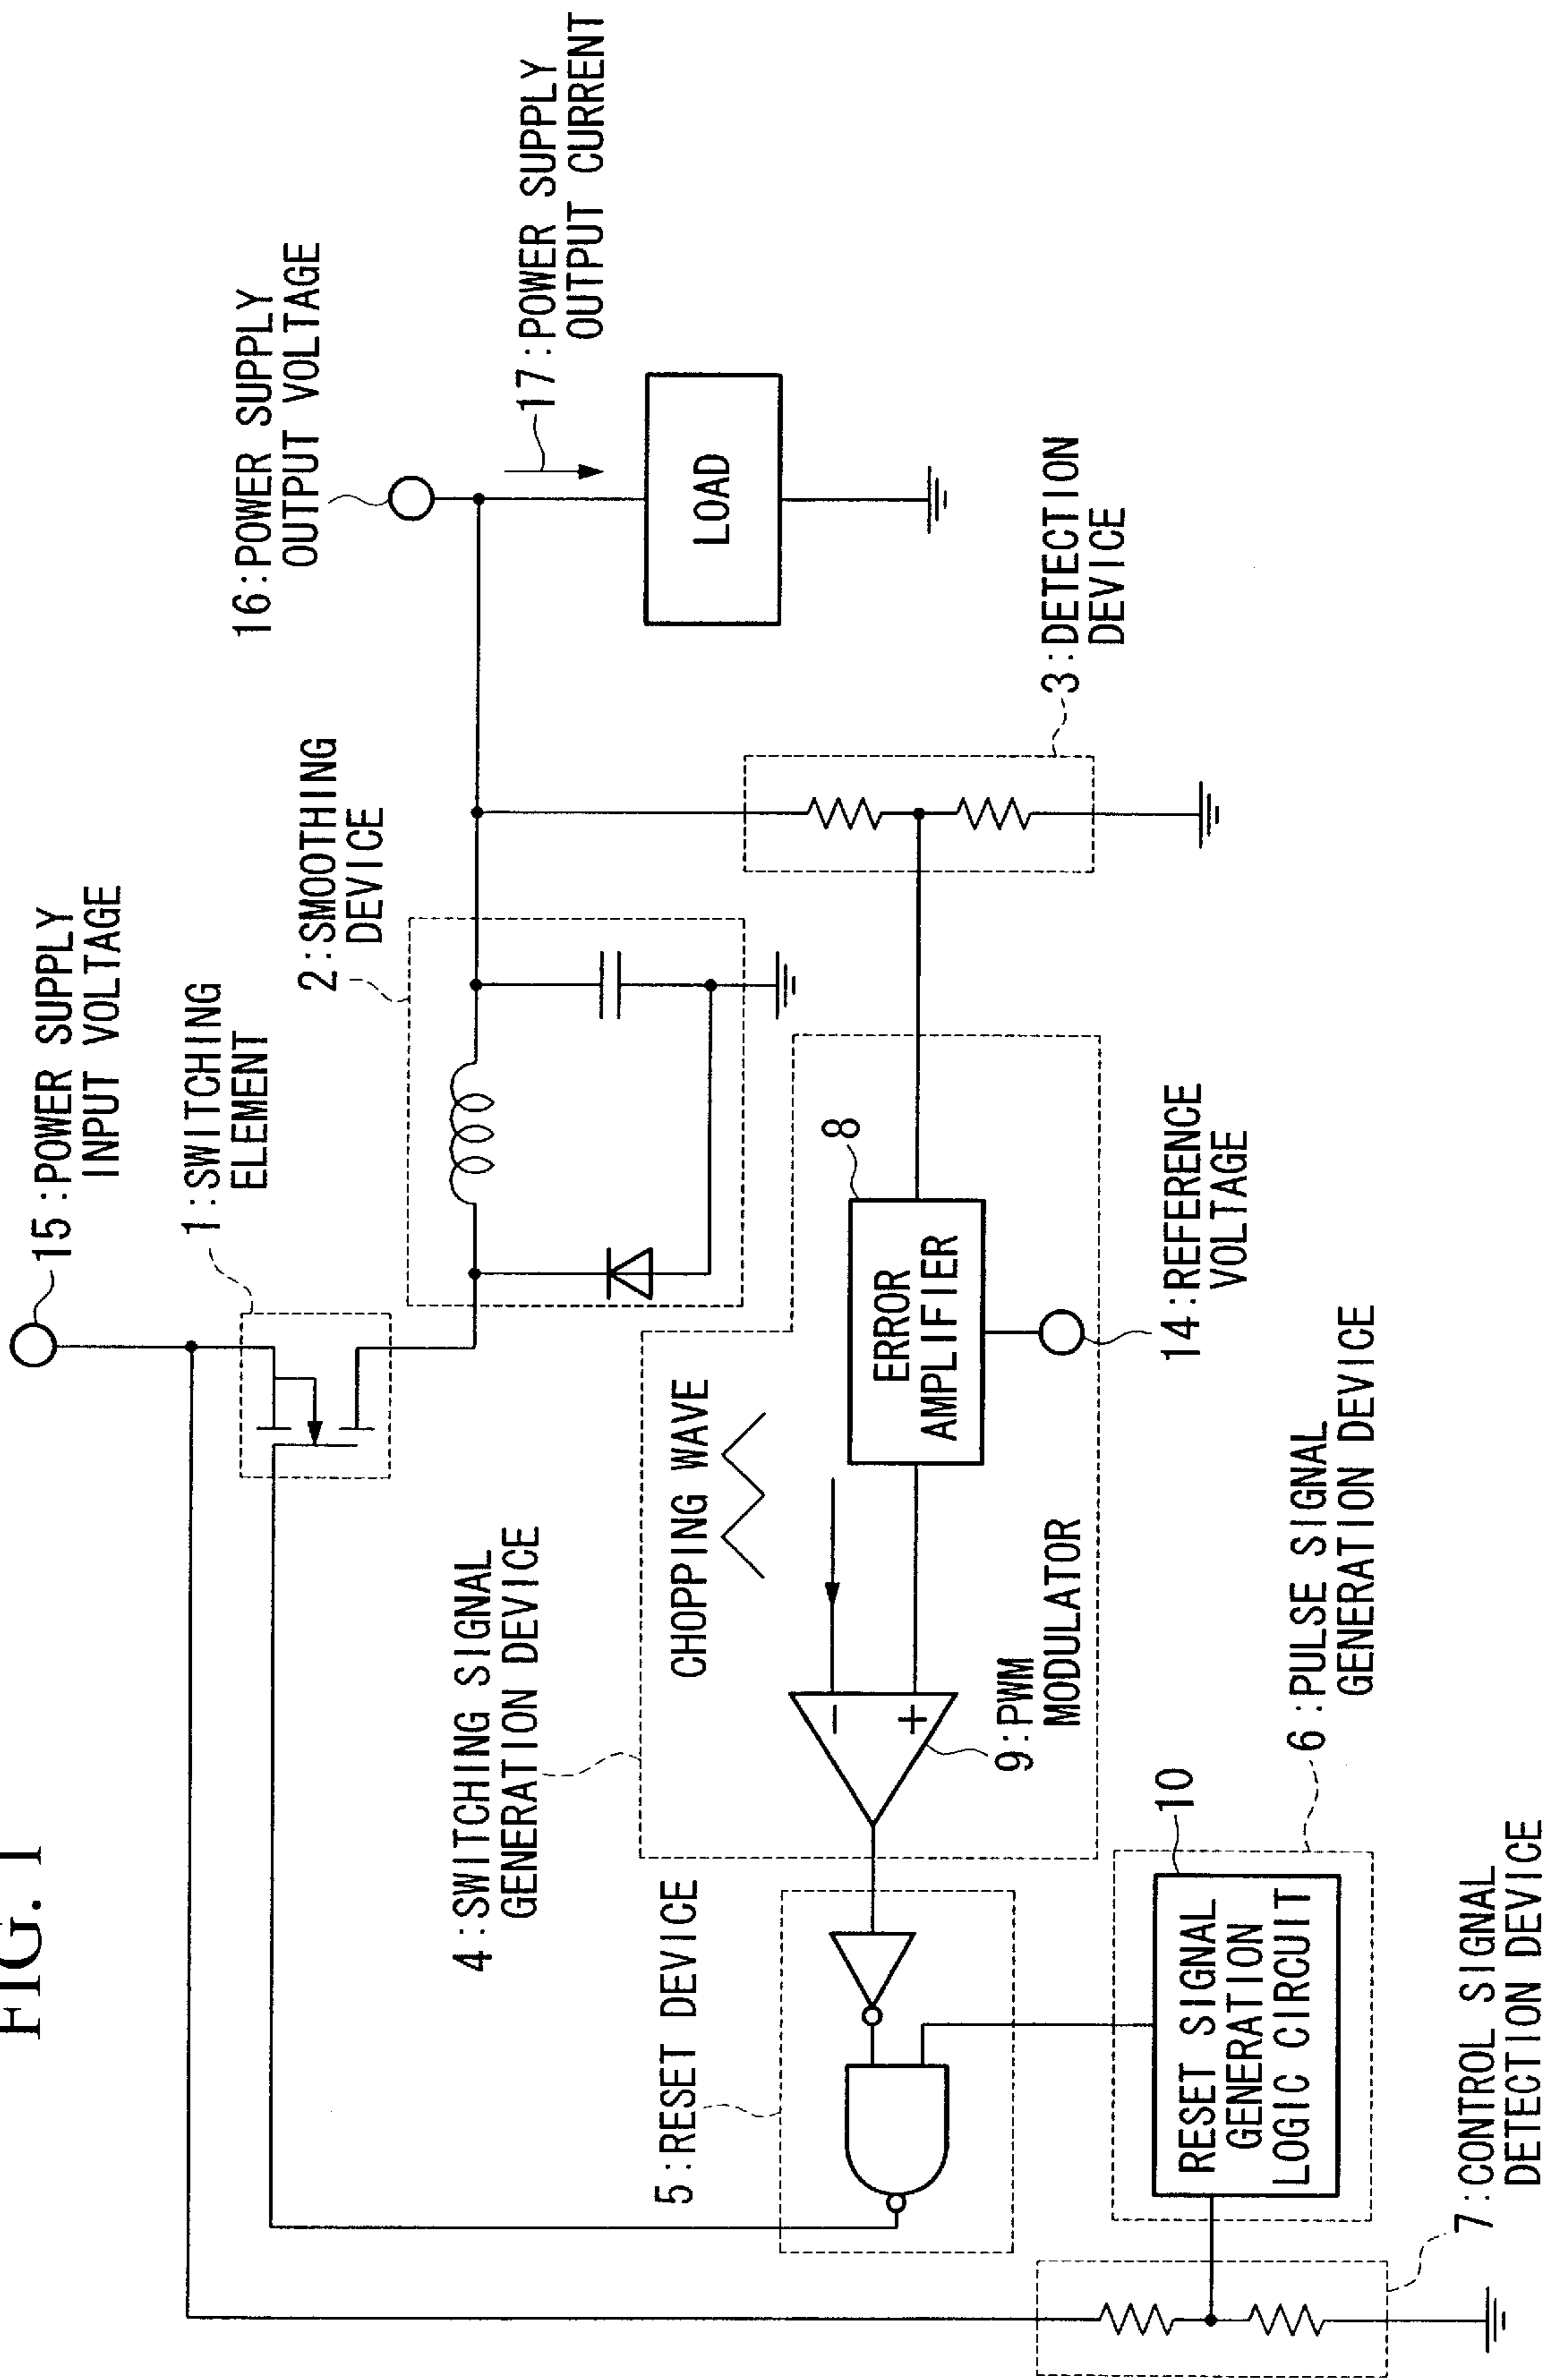 FIG. 1
15:POWER SUPPLY
INPUT VOLTAGE
1:SWITCHING
ELEMENT
16:POWER SUPPLY
OUTPUT VOLTAGE
2:SMOOTHING
DEVICE
17:POWER SUPPLY
OUTPUT CURRENT
LOAD
4:SWITCHING SIGNAL
GENERATION DEVICE
CHOPPING WAVE
5:RESET DEVICE
−
+
9:PWM
MODULATOR
8
ERROR
AMPLIFIER
3:DETECTION
DEVICE
14:REFERENCE
VOLTAGE
10
RESET SIGNAL
GENERATION
LOGIC CIRCUIT
6:PULSE SIGNAL
GENERATION DEVICE
7:CONTROL SIGNAL
DETECTION DEVICE